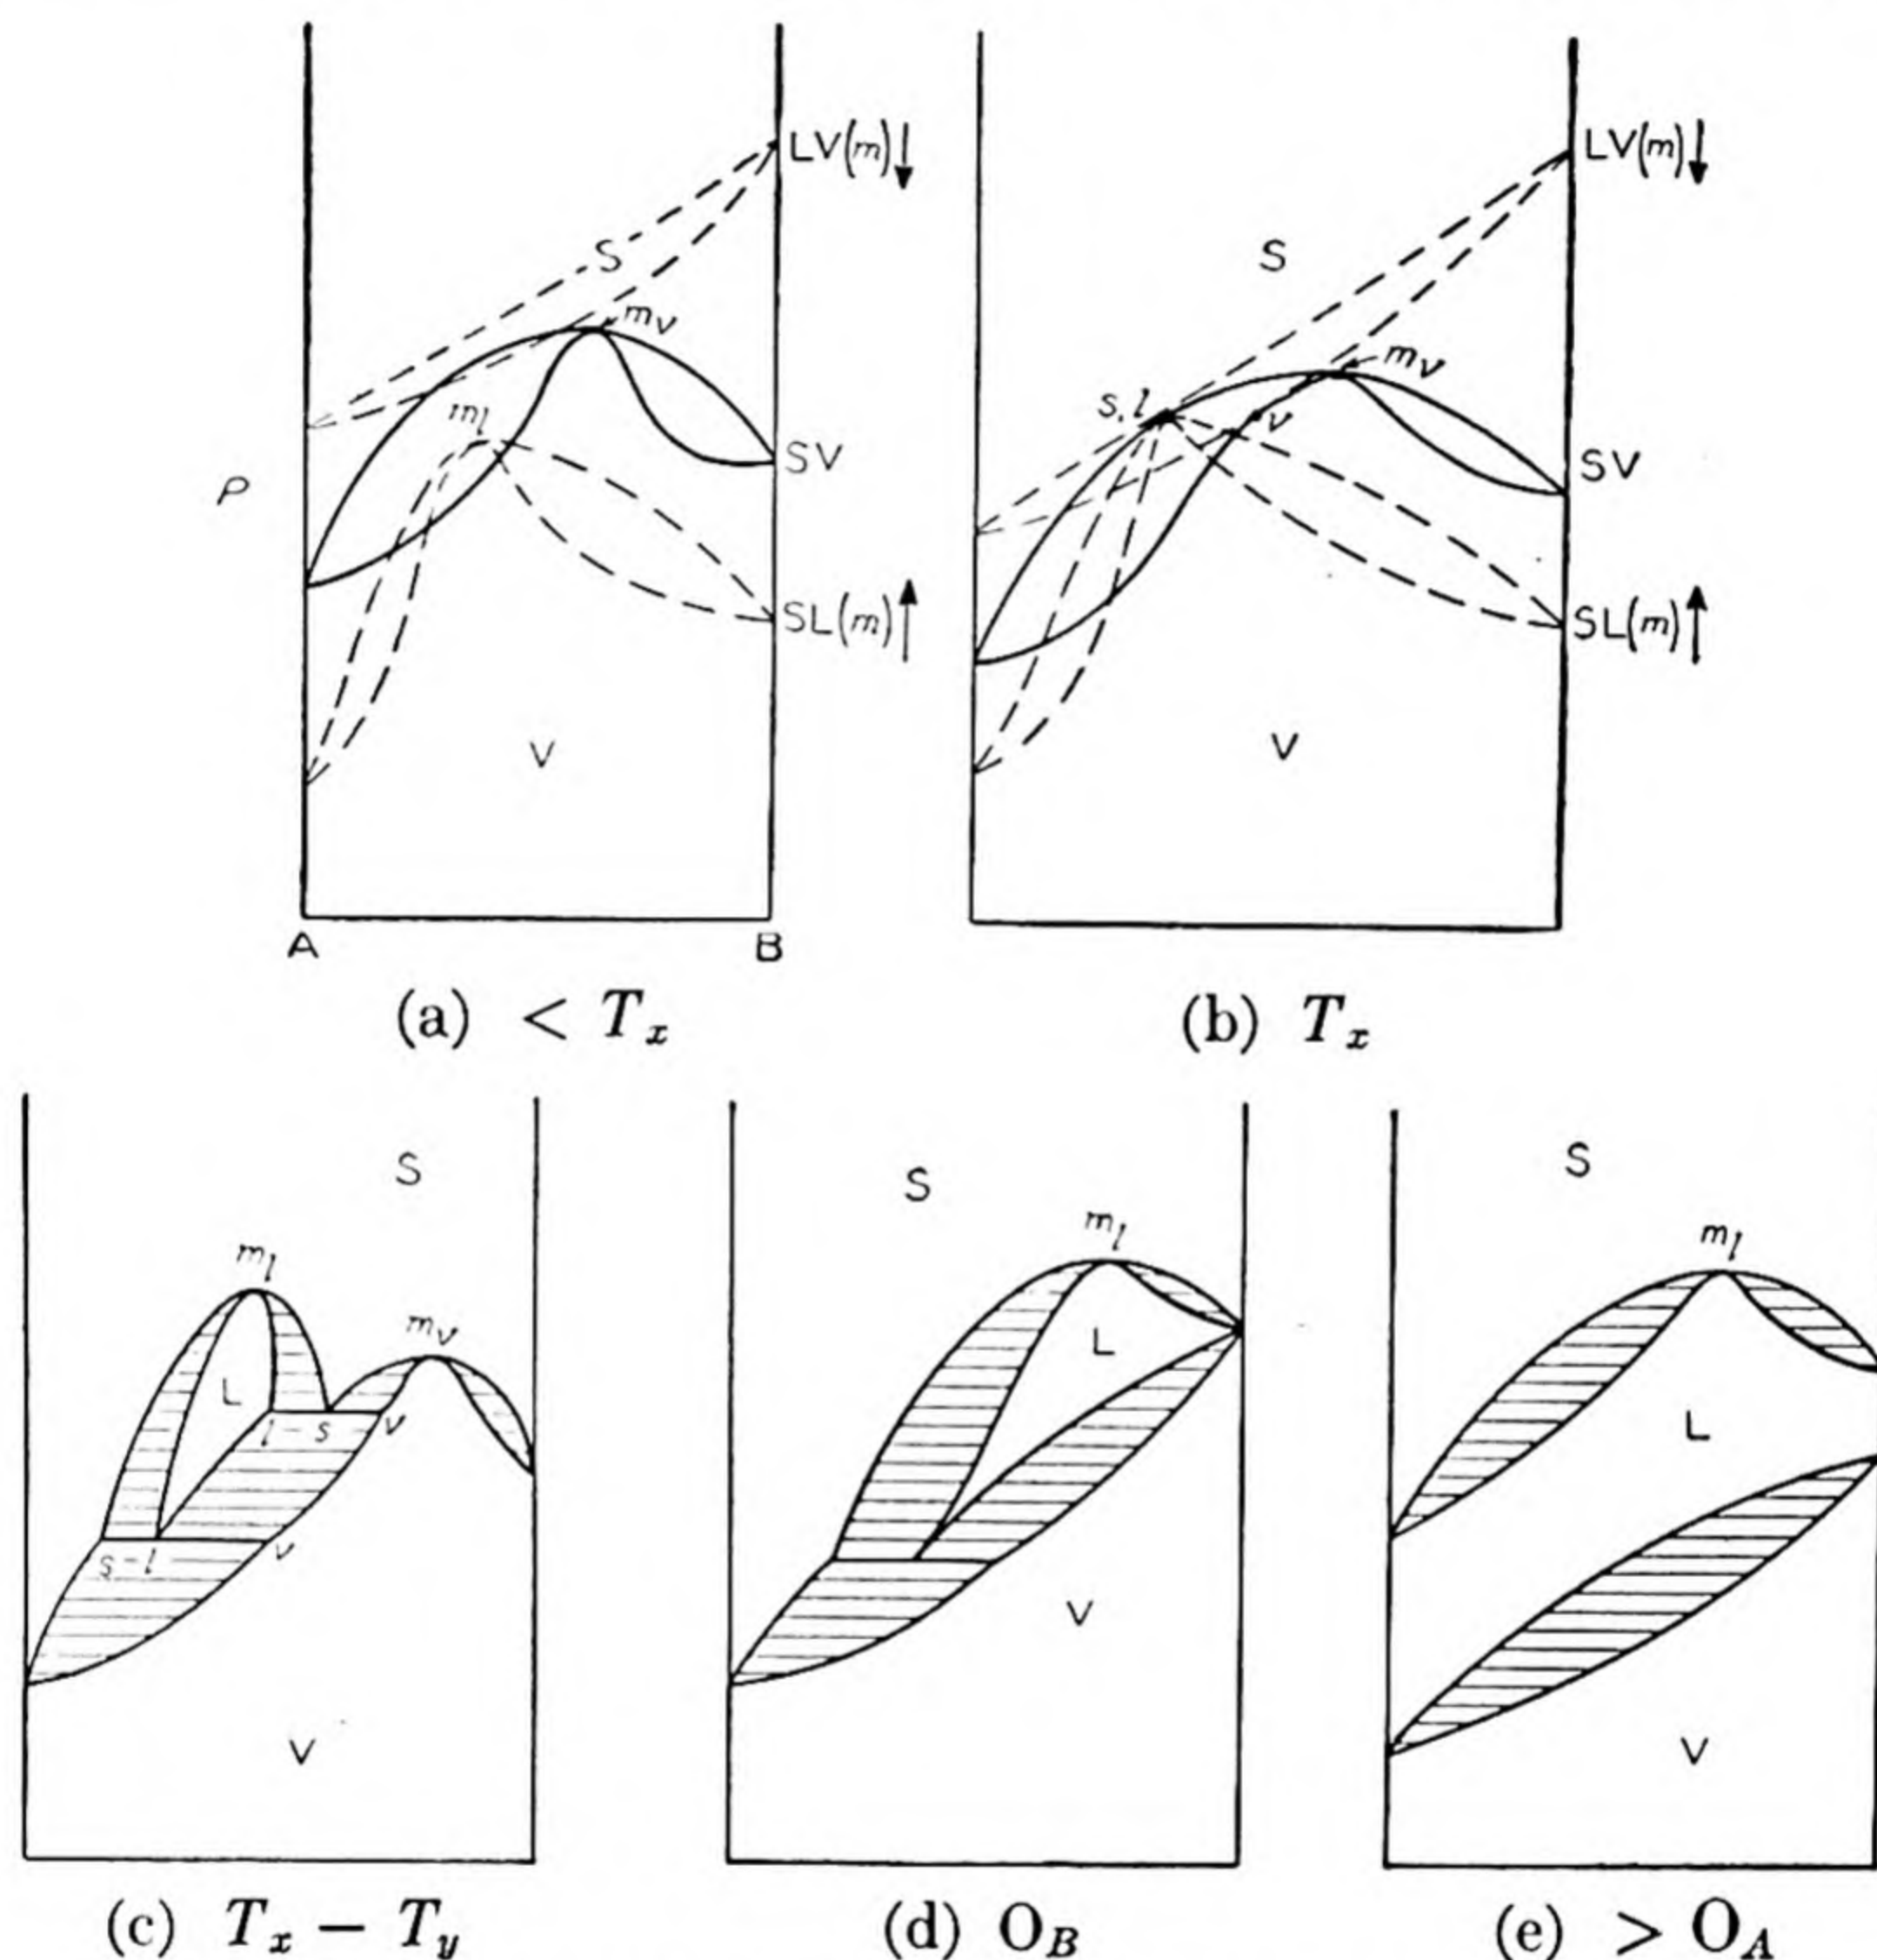 LV(m)
S
m_v
m_l
P
SV
SL(m)
V
A B
(a) < T_x
LV(m)
S
m_v
s, l
v
SV
SL(m)
V
(b) T_x
S
m_l
m_v
L
l - s v
s - l v
V
(c) T_x – T_y
S
m_l
L
V
(d) O_B
S
m_l
L
V
(e) > O_A